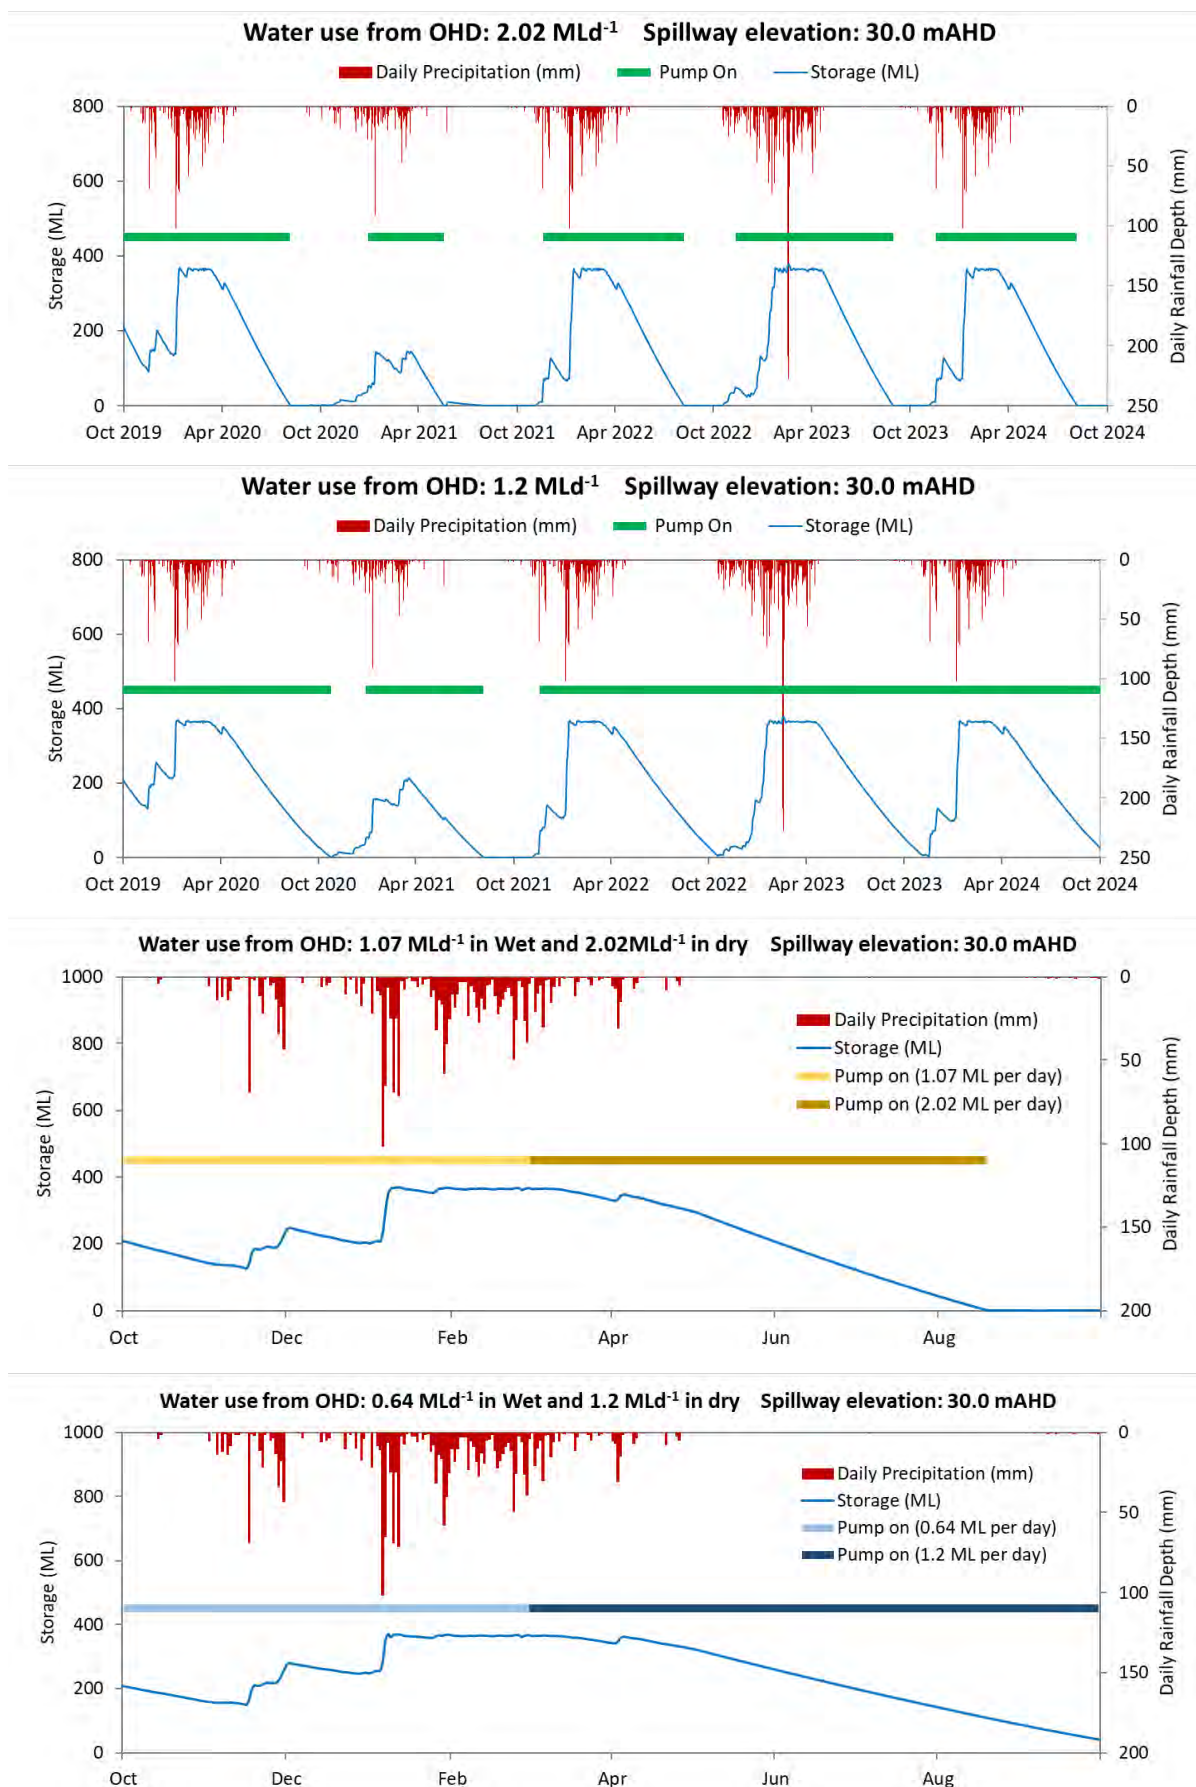 Water use from OHD: 2.02 MLd⁻¹ Spillway elevation: 30.0 mAHD
Daily Precipitation (mm) Pump On Storage (ML)
800 0
600 50
100
400
150
200 200
0 250
Storage (ML)
Daily Rainfall Depth (mm)
Oct 2019 Apr 2020 Oct 2020 Apr 2021 Oct 2021 Apr 2022 Oct 2022 Apr 2023 Oct 2023 Apr 2024 Oct 2024
Water use from OHD: 1.2 MLd⁻¹ Spillway elevation: 30.0 mAHD
Daily Precipitation (mm) Pump On Storage (ML)
800 0
600 50
100
400
150
200 200
0 250
Storage (ML)
Daily Rainfall Depth (mm)
Oct 2019 Apr 2020 Oct 2020 Apr 2021 Oct 2021 Apr 2022 Oct 2022 Apr 2023 Oct 2023 Apr 2024 Oct 2024
Water use from OHD: 1.07 MLd⁻¹ in Wet and 2.02MLd⁻¹ in dry Spillway elevation: 30.0 mAHD
1000 0
Daily Precipitation (mm)
Storage (ML)
Pump on (1.07 ML per day)
Pump on (2.02 ML per day)
800 50
600
100
400
150
200
0 200
Storage (ML)
Daily Rainfall Depth (mm)
Oct Dec Feb Apr Jun Aug
Water use from OHD: 0.64 MLd⁻¹ in Wet and 1.2 MLd⁻¹ in dry Spillway elevation: 30.0 mAHD
1000 0
Daily Precipitation (mm)
Storage (ML)
Pump on (0.64 ML per day)
Pump on (1.2 ML per day)
800 50
600
100
400
150
200
0 200
Storage (ML)
Daily Rainfall Depth (mm)
Oct Dec Feb Apr Jun Aug